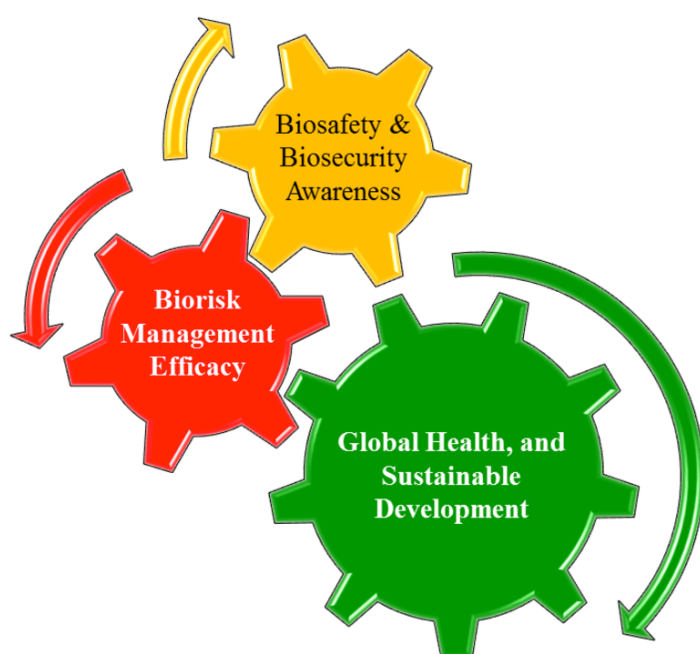 Biosafety &
Biosecurity
Awareness
Biorisk
Management
Efficacy
Global Health, and
Sustainable
Development